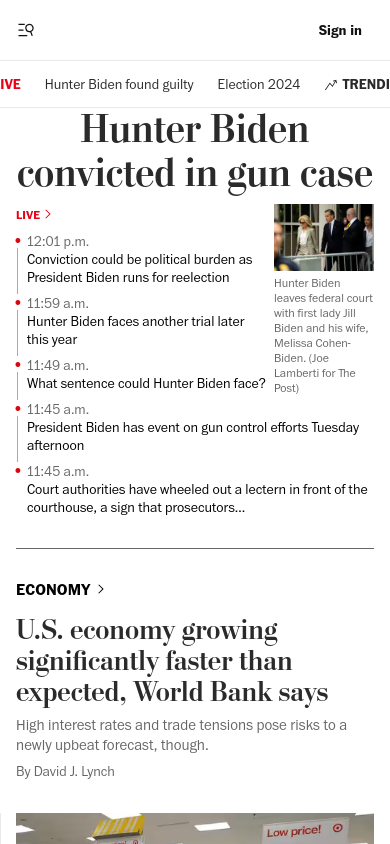 Sign in
IVE
Hunter Biden found guilty
Election 2024
TRENDI
Hunter Biden
convicted in gun case
LIVE
12:01 p.m.
Conviction could be political burden as
President Biden runs for reelection
11:59 a.m.
Hunter Biden faces another trial later
this year
11:49 a.m.
What sentence could Hunter Biden face?
11:45 a.m.
President Biden has event on gun control efforts Tuesday
afternoon
11:45 a.m.
Court authorities have wheeled out a lectern in front of the
courthouse, a sign that prosecutors...
Hunter Biden
leaves federal court
with first lady Jill
Biden and his wife,
Melissa Cohen-
Biden. (Joe
Lamberti for The
Post)
ECONOMY
U.S. economy growing
significantly faster than
expected, World Bank says
High interest rates and trade tensions pose risks to a
newly upbeat forecast, though.
By David J. Lynch
Low price!